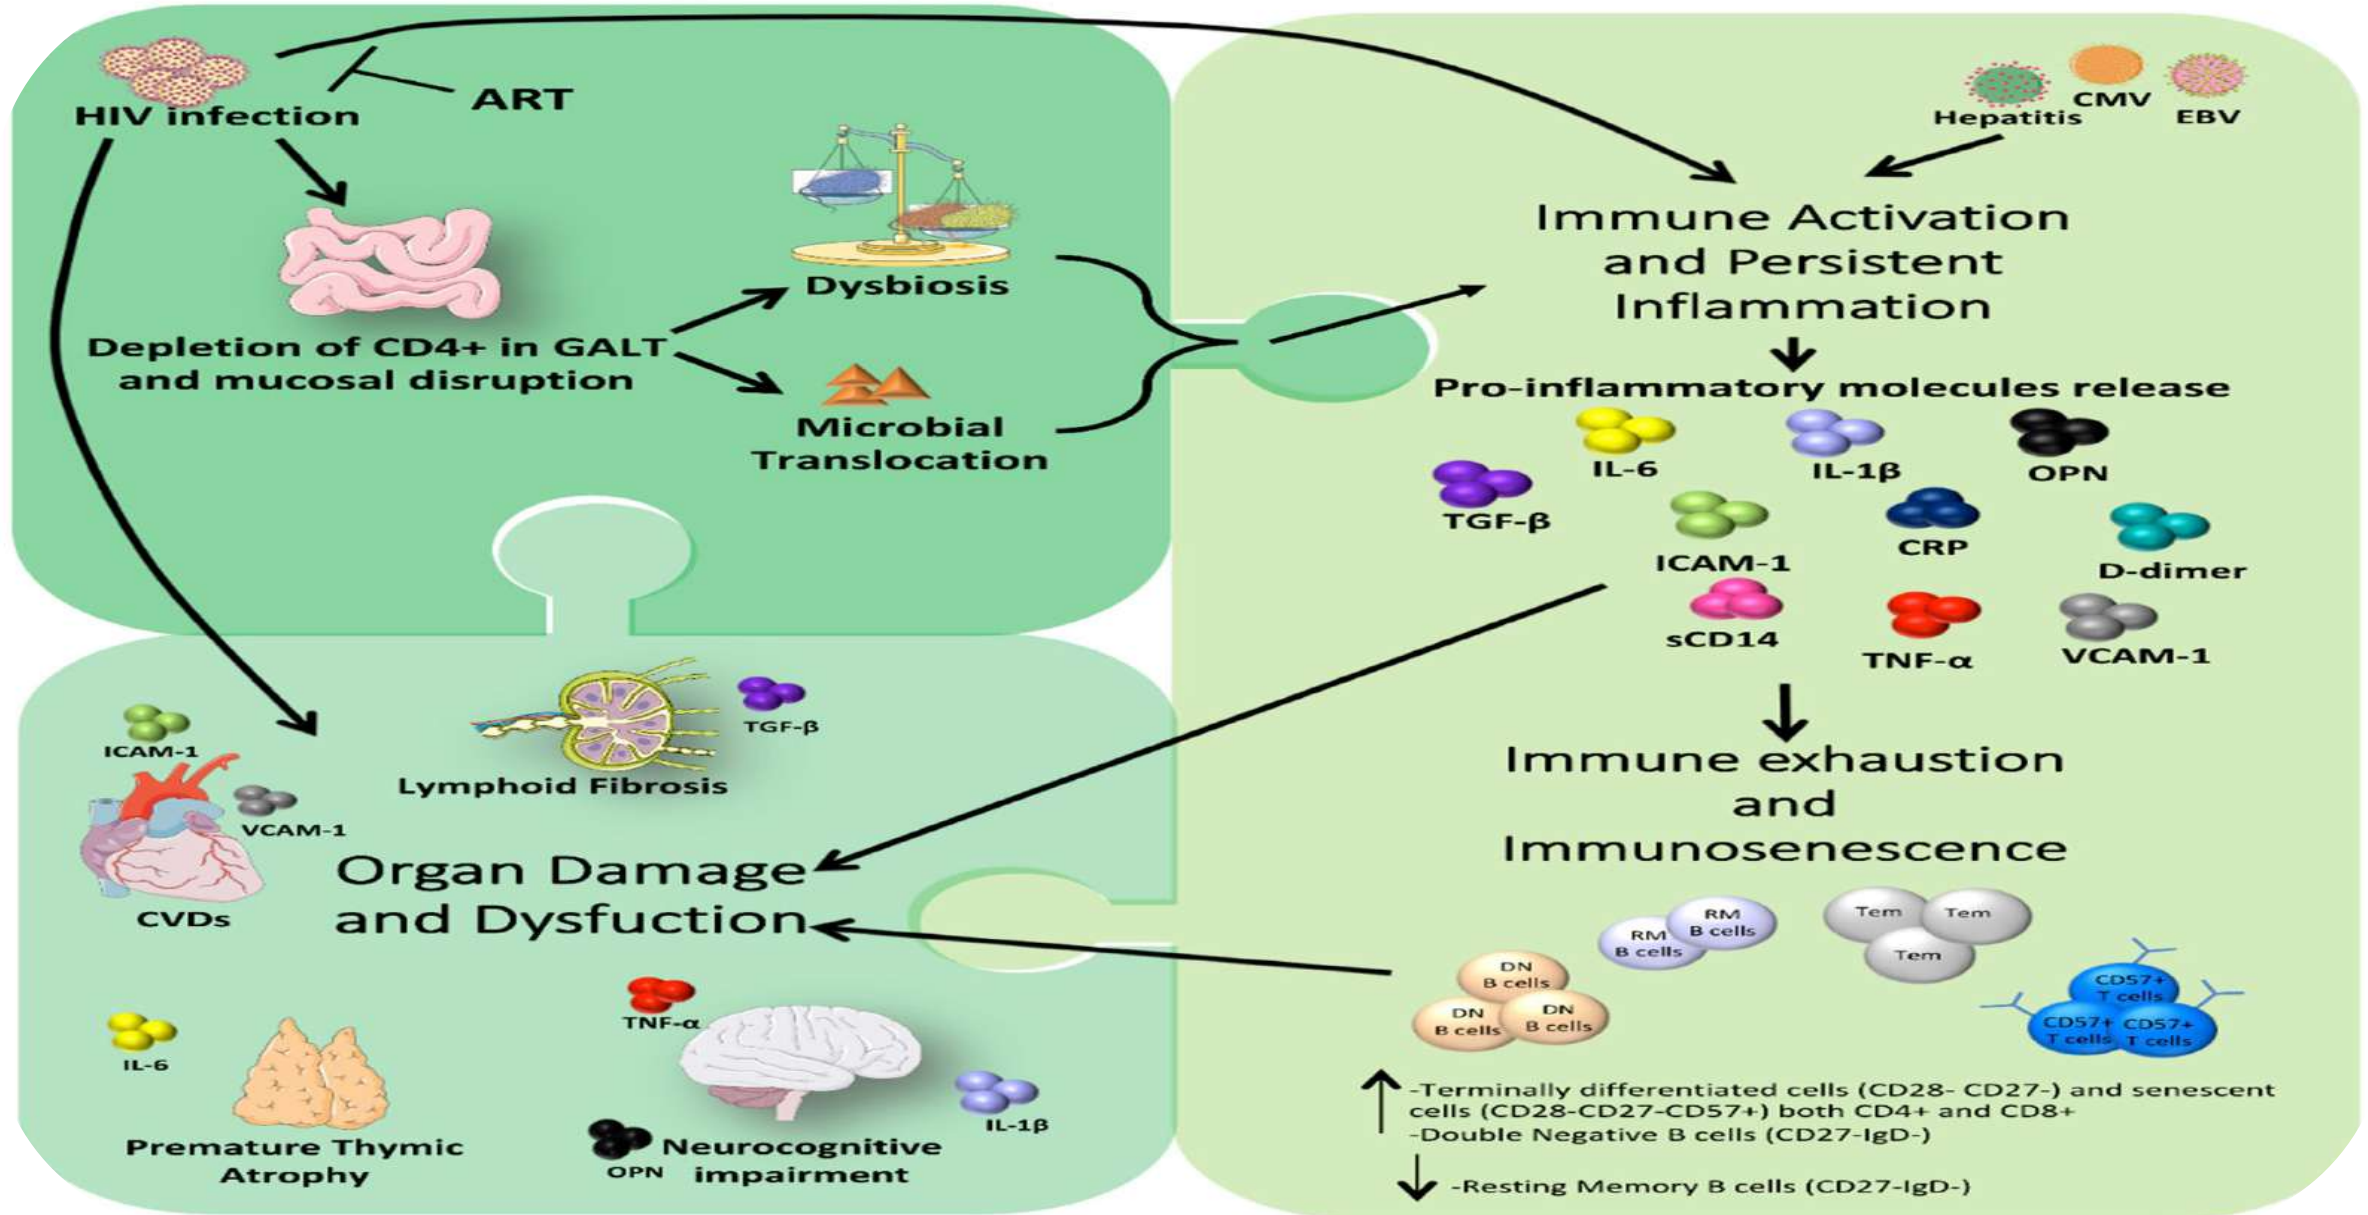 HIV infection
ART
Depletion of CD4+ in GALT
and mucosal disruption
Dysbiosis
Microbial
Translocation
Hepatitis
CMV
EBV
Immune Activation
and Persistent
Inflammation
Pro-inflammatory molecules release
IL-6
IL-1β
OPN
TGF-β
ICAM-1
CRP
D-dimer
sCD14
TNF-α
VCAM-1
Immune exhaustion
and
Immunosenescence
RM
B cells
RM
B cells
Tem
Tem
Tem
DN
B cells
DN
B cells
DN
B cells
CD57+
T cells
CD57+
T cells
CD57+
T cells
-Terminally differentiated cells (CD28- CD27-) and senescent
cells (CD28-CD27-CD57+) both CD4+ and CD8+
-Double Negative B cells (CD27-IgD-)
-Resting Memory B cells (CD27-IgD-)
ICAM-1
VCAM-1
CVDs
Lymphoid Fibrosis
TGF-β
Organ Damage
and Dysfuction
IL-6
Premature Thymic
Atrophy
TNF-α
IL-1β
OPN
Neurocognitive
impairment